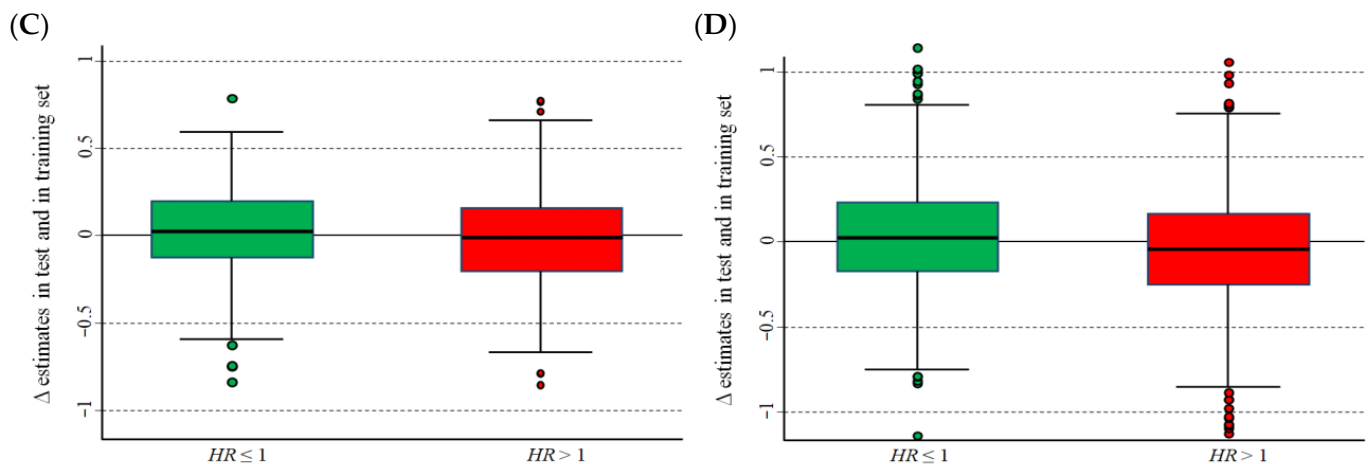 (C)
Δ estimates in test and in training set
1
0.5
0
−0.5
−1
HR ≤ 1
HR > 1
(D)
Δ estimates in test and in training set
1
0.5
0
−0.5
−1
HR ≤ 1
HR > 1